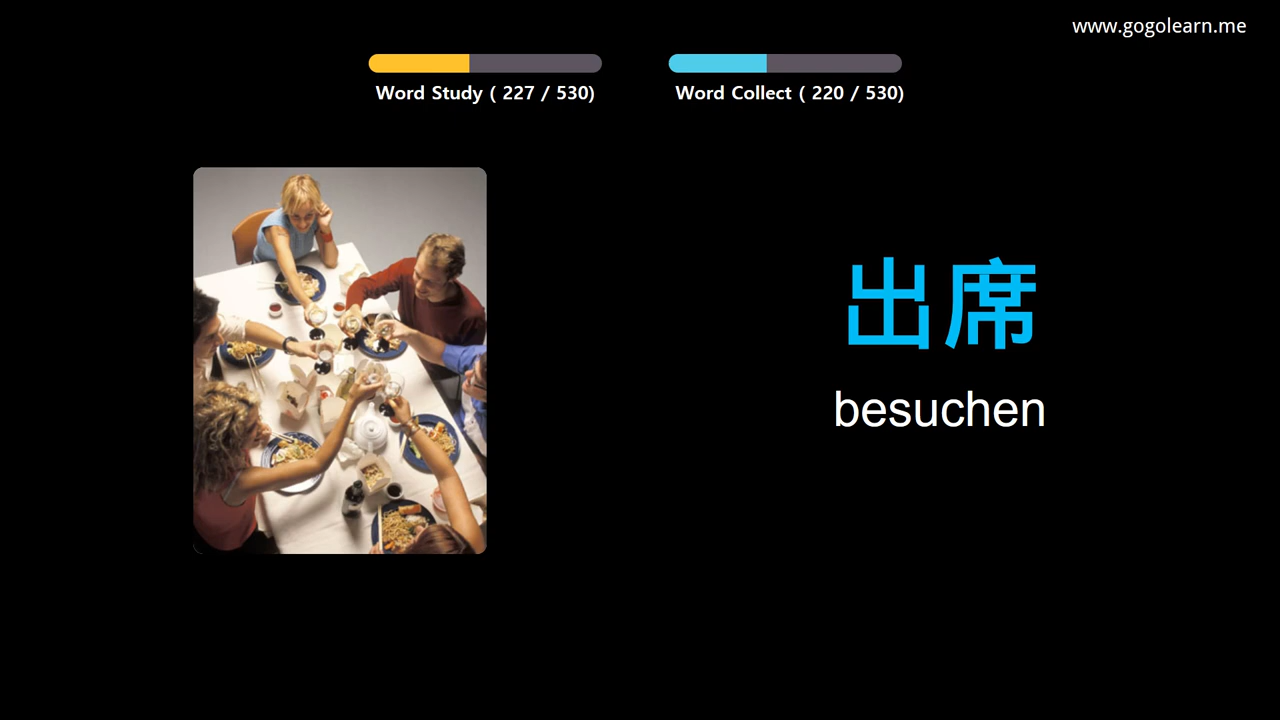 www.gogolearn.me
Word Study ( 227 / 530)
Word Collect ( 220 / 530)
出席
besuchen